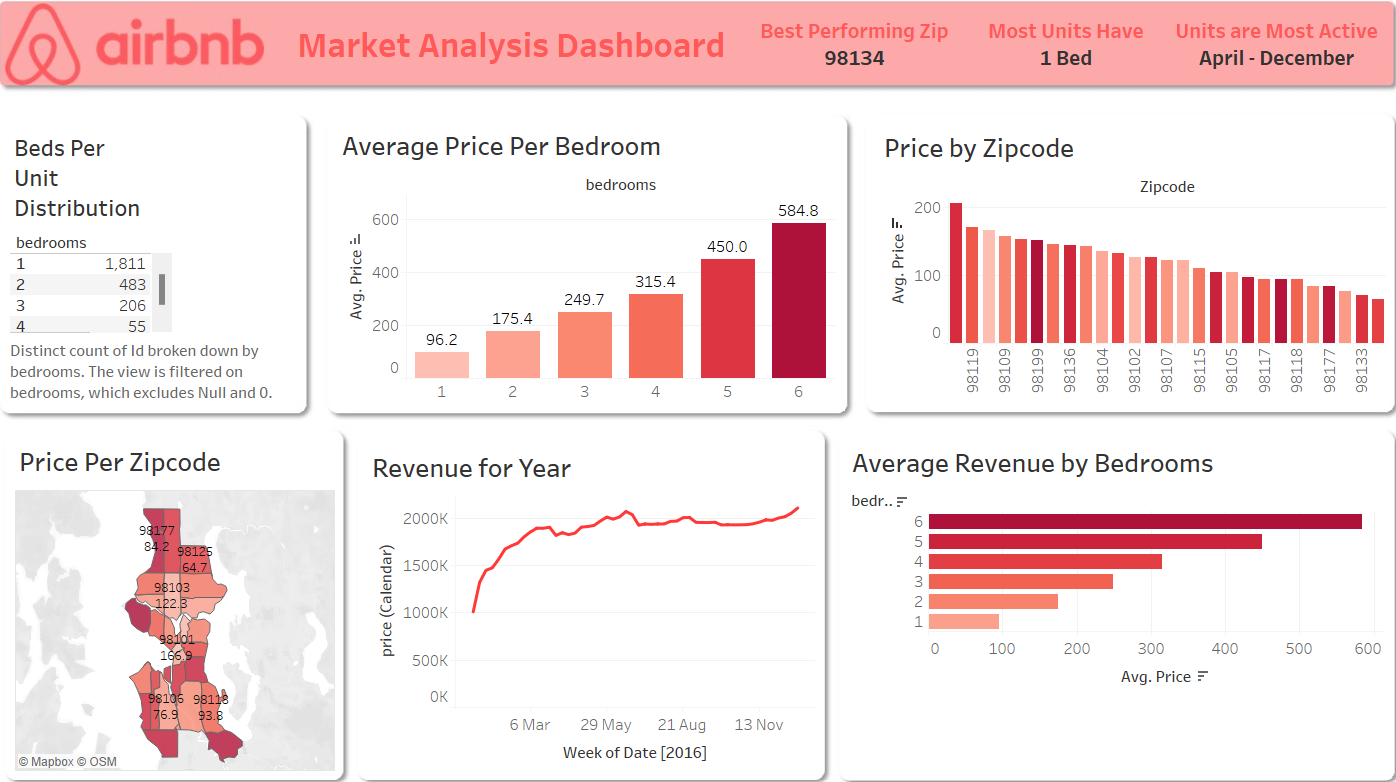 airbnb
Market Analysis Dashboard
Best Performing Zip
98134
Most Units Have
1 Bed
Units are Most Active
April - December
Beds Per
Unit
Distribution
bedrooms
1 1,811
2 483
3 206
4 55
Distinct count of Id broken down by
bedrooms. The view is filtered on
bedrooms, which excludes Null and 0.
Average Price Per Bedroom
bedrooms
Avg. Price
600
400
200
0
96.2
175.4
249.7
315.4
450.0
584.8
1 2 3 4 5 6
Price by Zipcode
Zipcode
Avg. Price
200
100
0
98119
98109
98199
98136
98104
98102
98107
98115
98105
98117
98118
98177
98133
Price Per Zipcode
98177
84.2
98125
64.7
98103
122.3
98101
166.9
98106
76.9
98118
93.8
© Mapbox © OSM
Revenue for Year
price (Calendar)
2000K
1500K
1000K
500K
0K
6 Mar 29 May 21 Aug 13 Nov
Week of Date [2016]
Average Revenue by Bedrooms
bedr..
6
5
4
3
2
1
0 100 200 300 400 500 600
Avg. Price